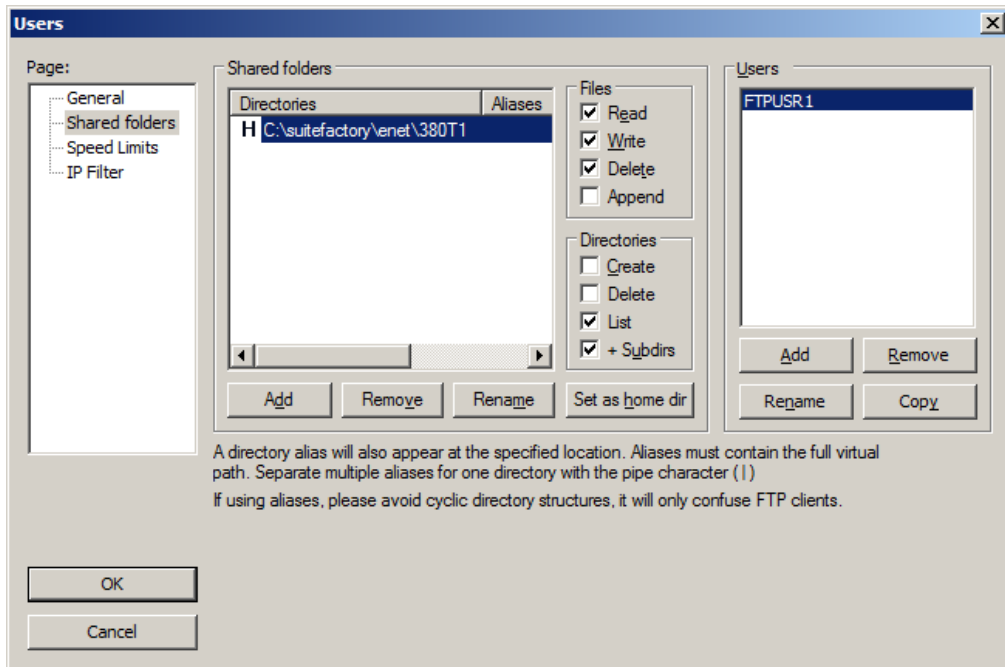 Users
Page:
General
Shared folders
Speed Limits
IP Filter
Shared folders
Directories Aliases
H C:\suitefactory\enet\380T1
Files
Read
Write
Delete
Append
Directories
Create
Delete
List
+ Subdirs
Add Remove Rename Set as home dir
Users
FTPUSR1
Add Remove
Rename Copy
A directory alias will also appear at the specified location. Aliases must contain the full virtual
path. Separate multiple aliases for one directory with the pipe character (|)
If using aliases, please avoid cyclic directory structures, it will only confuse FTP clients.
OK
Cancel